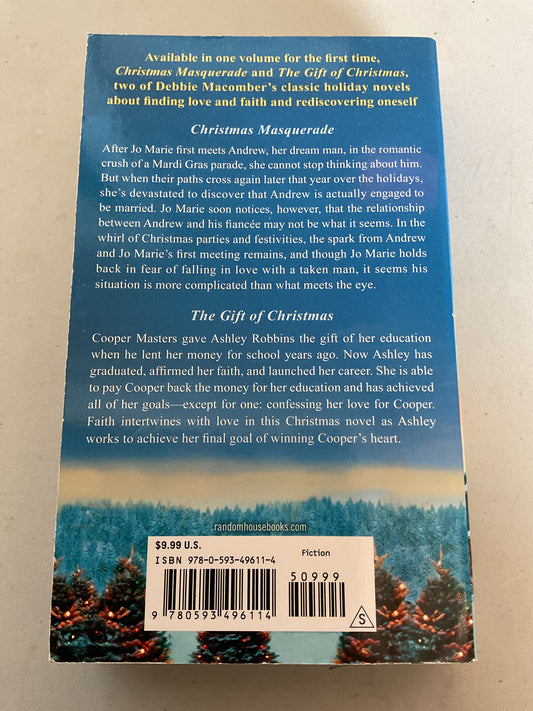 Available in one volume for the first time,
Christmas Masquerade and The Gift of Christmas,
two of Debbie Macomber's classic holiday novels
about finding love and faith and rediscovering oneself
Christmas Masquerade
After Jo Marie first meets Andrew, her dream man, in the romantic
crush of a Mardi Gras parade, she cannot stop thinking about him.
But when their paths cross again later that year over the holidays,
she's devastated to discover that Andrew is actually engaged to
be married. Jo Marie soon notices, however, that the relationship
between Andrew and his fiancée may not be what it seems. In the
whirl of Christmas parties and festivities, the spark from Andrew
and Jo Marie's first meeting remains, and though Jo Marie holds
back in fear of falling in love with a taken man, it seems his
situation is more complicated than what meets the eye.
The Gift of Christmas
Cooper Masters gave Ashley Robbins the gift of her education
when he lent her money for school years ago. Now Ashley has
graduated, affirmed her faith, and launched her career. She is
able to pay Cooper back the money for her education and has achieved
all of her goals—except for one: confessing her love for Cooper.
Faith intertwines with love in this Christmas novel as Ashley
works to achieve her final goal of winning Cooper's heart.
randomhousebooks.com
$9.99 U.S.
Fiction
ISBN 978-0-593-49611-4
50999
9 780593 496114
S